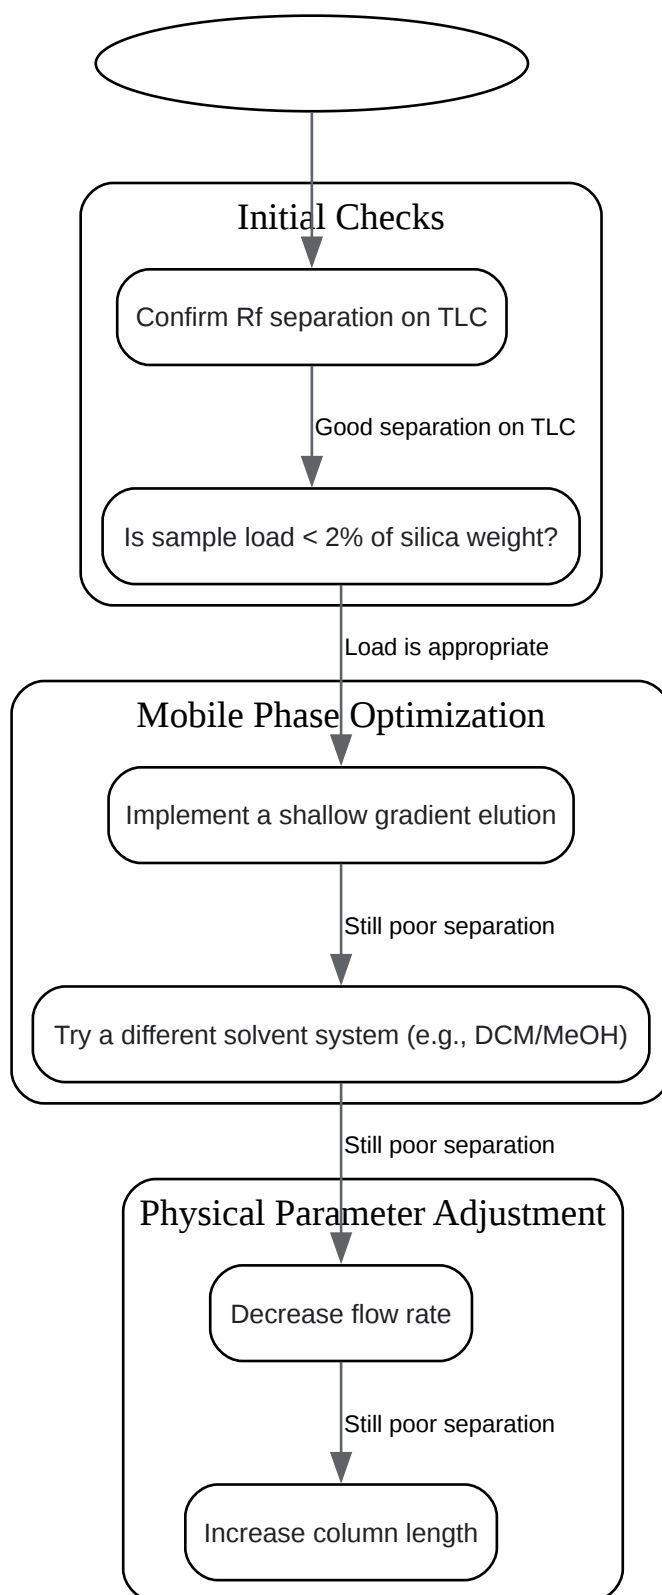 Initial Checks
Confirm Rf separation on TLC
Good separation on TLC
Is sample load < 2% of silica weight?
Load is appropriate
Mobile Phase Optimization
Implement a shallow gradient elution
Still poor separation
Try a different solvent system (e.g., DCM/MeOH)
Still poor separation
Physical Parameter Adjustment
Decrease flow rate
Still poor separation
Increase column length